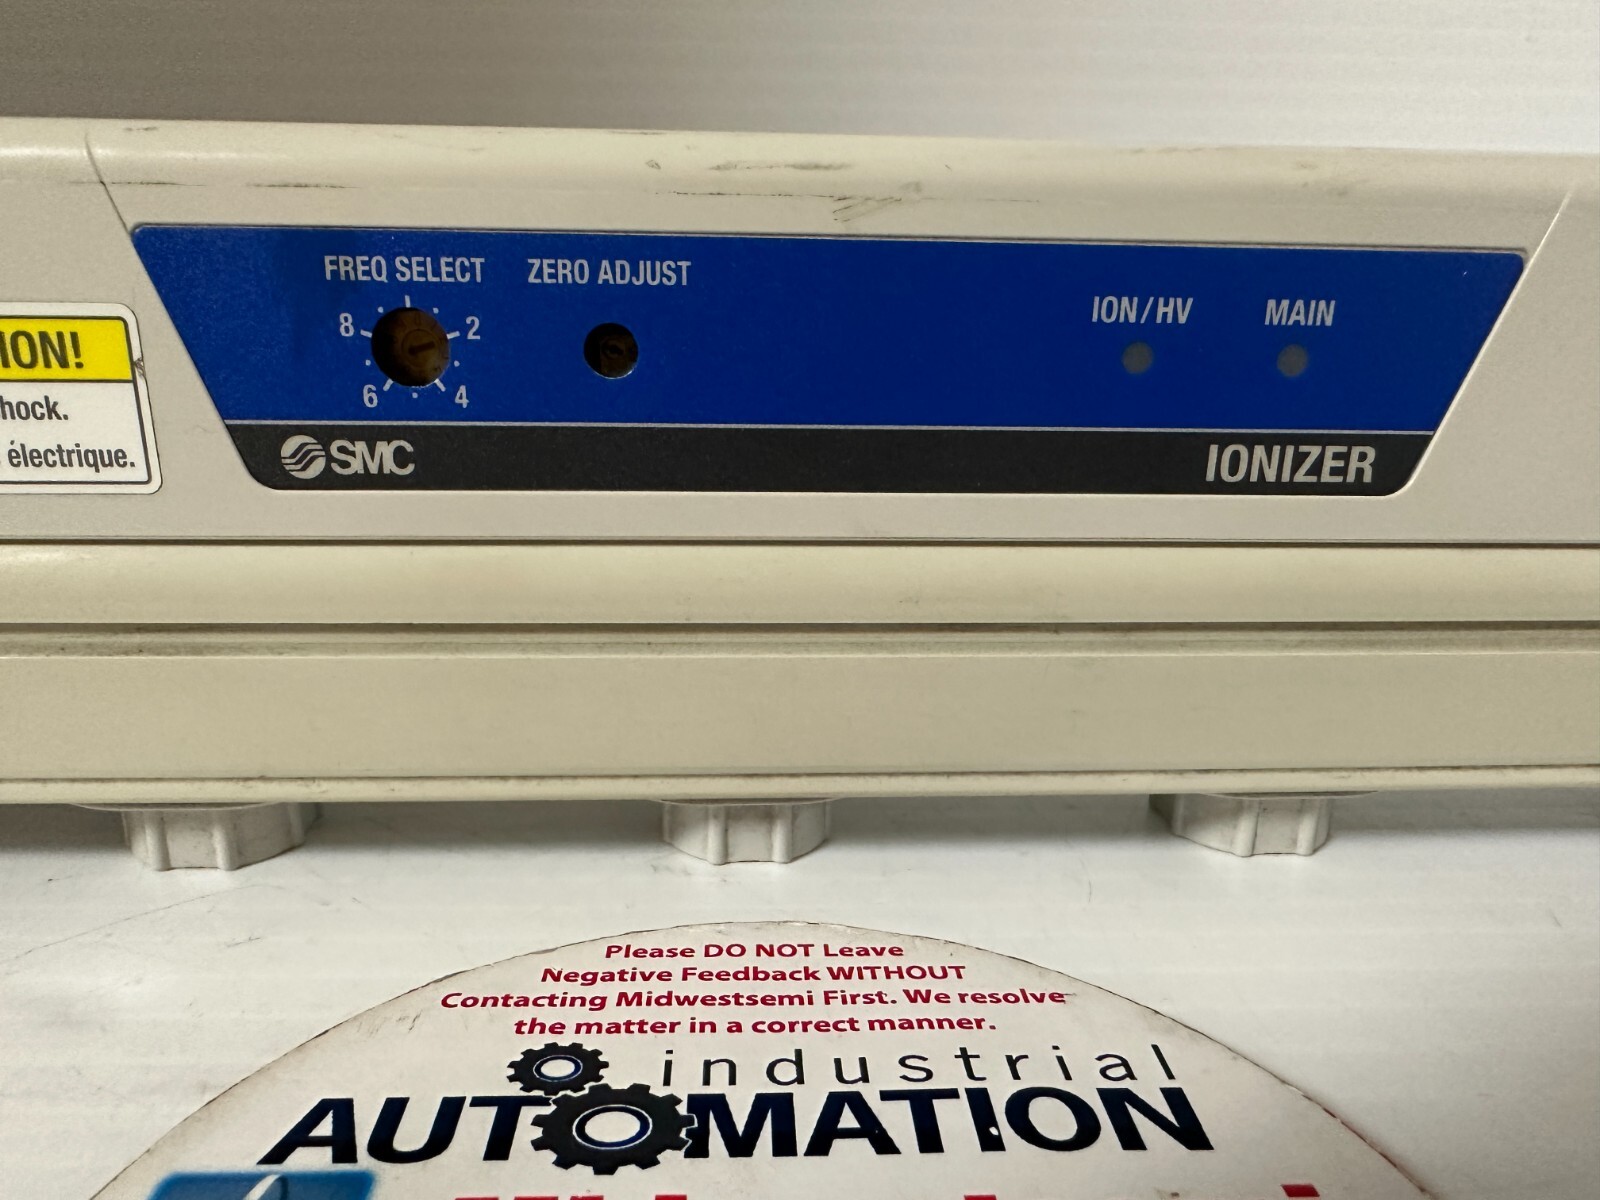 FREQ SELECT
ZERO ADJUST
8
2
6
4
ION/HV
MAIN
ION!
hock.
électrique.
SMC
IONIZER
Please DO NOT Leave
Negative Feedback WITHOUT
Contacting Midwestsemi First. We resolve
the matter in a correct manner.
industrial
AUTOMATION